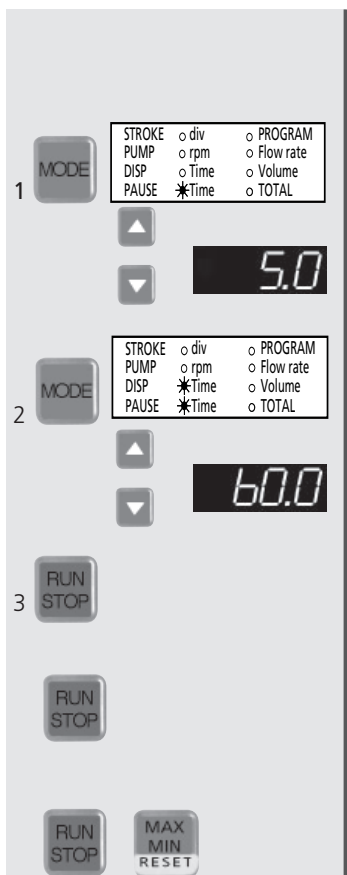 1 MODE
STROKE o div o PROGRAM
PUMP o rpm o Flow rate
DISP o Time o Volume
PAUSE Time o TOTAL
5.0
2 MODE
STROKE o div o PROGRAM
PUMP o rpm o Flow rate
DISP Time o Volume
PAUSE Time o TOTAL
b0.0
3 RUN
STOP
RUN
STOP
RUN
STOP
MAX
MIN
RESET